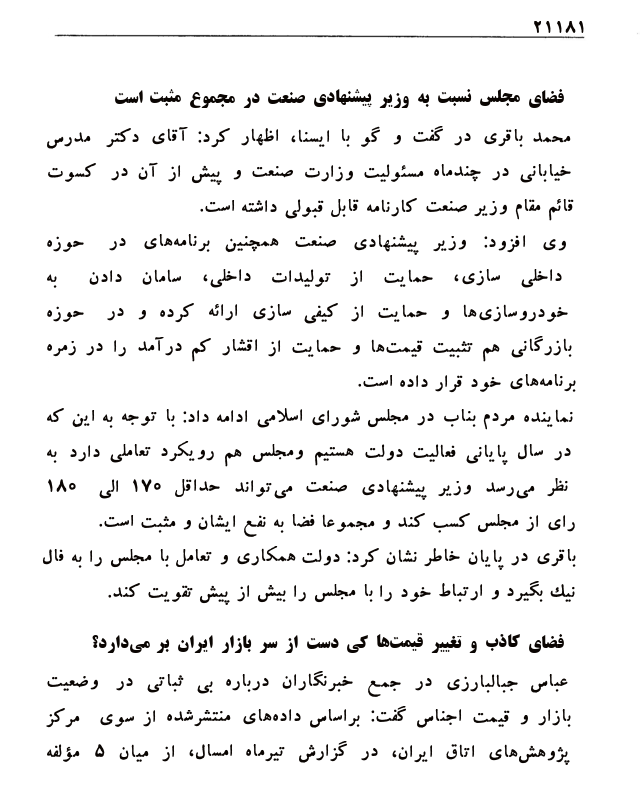 ۲۱۱۸۱
فضای مجلس نسبت به وزیر پیشنهادی صنعت در مجموع مثبت است
محمد باقری در گفت و گو با ایسنا، اظهار کرد: آقای دکتر مدرس
خیابانی در چندماه مسئولیت وزارت صنعت و پیش از آن در کسوت
قائم مقام وزیر صنعت کارنامه قابل قبولی داشته است.
وی افزود: وزیر پیشنهادی صنعت همچنین برنامه‌های در حوزه
داخلی سازی، حمایت از تولیدات داخلی، سامان دادن به
خودروسازی‌ها و حمایت از کیفی سازی ارائه کرده و در حوزه
بازرگانی هم تثبیت قیمت‌ها و حمایت از اقشار کم درآمد را در زمره
برنامه‌های خود قرار داده است.
نماینده مردم بناب در مجلس شورای اسلامی ادامه داد: با توجه به این که
در سال پایانی فعالیت دولت هستیم ومجلس هم رویکرد تعاملی دارد به
نظر می‌رسد وزیر پیشنهادی صنعت می‌تواند حداقل ۱۷۰ الی ۱۸۰
رای از مجلس کسب کند و مجموعا فضا به نفع ایشان و مثبت است.
باقری در پایان خاطر نشان کرد: دولت همکاری و تعامل با مجلس را به فال
نیك بگیرد و ارتباط خود را با مجلس را بیش از پیش تقویت کند.
فضای کاذب و تغییر قیمت‌ها کی دست از سر بازار ایران بر می‌دارد؟
عباس جبالبارزی در جمع خبرنگاران درباره بی ثباتی در وضعیت
بازار و قیمت اجناس گفت: براساس داده‌های منتشرشده از سوی مرکز
پژوهش‌های اتاق ایران، در گزارش تیرماه امسال، از میان ۵ مؤلفه